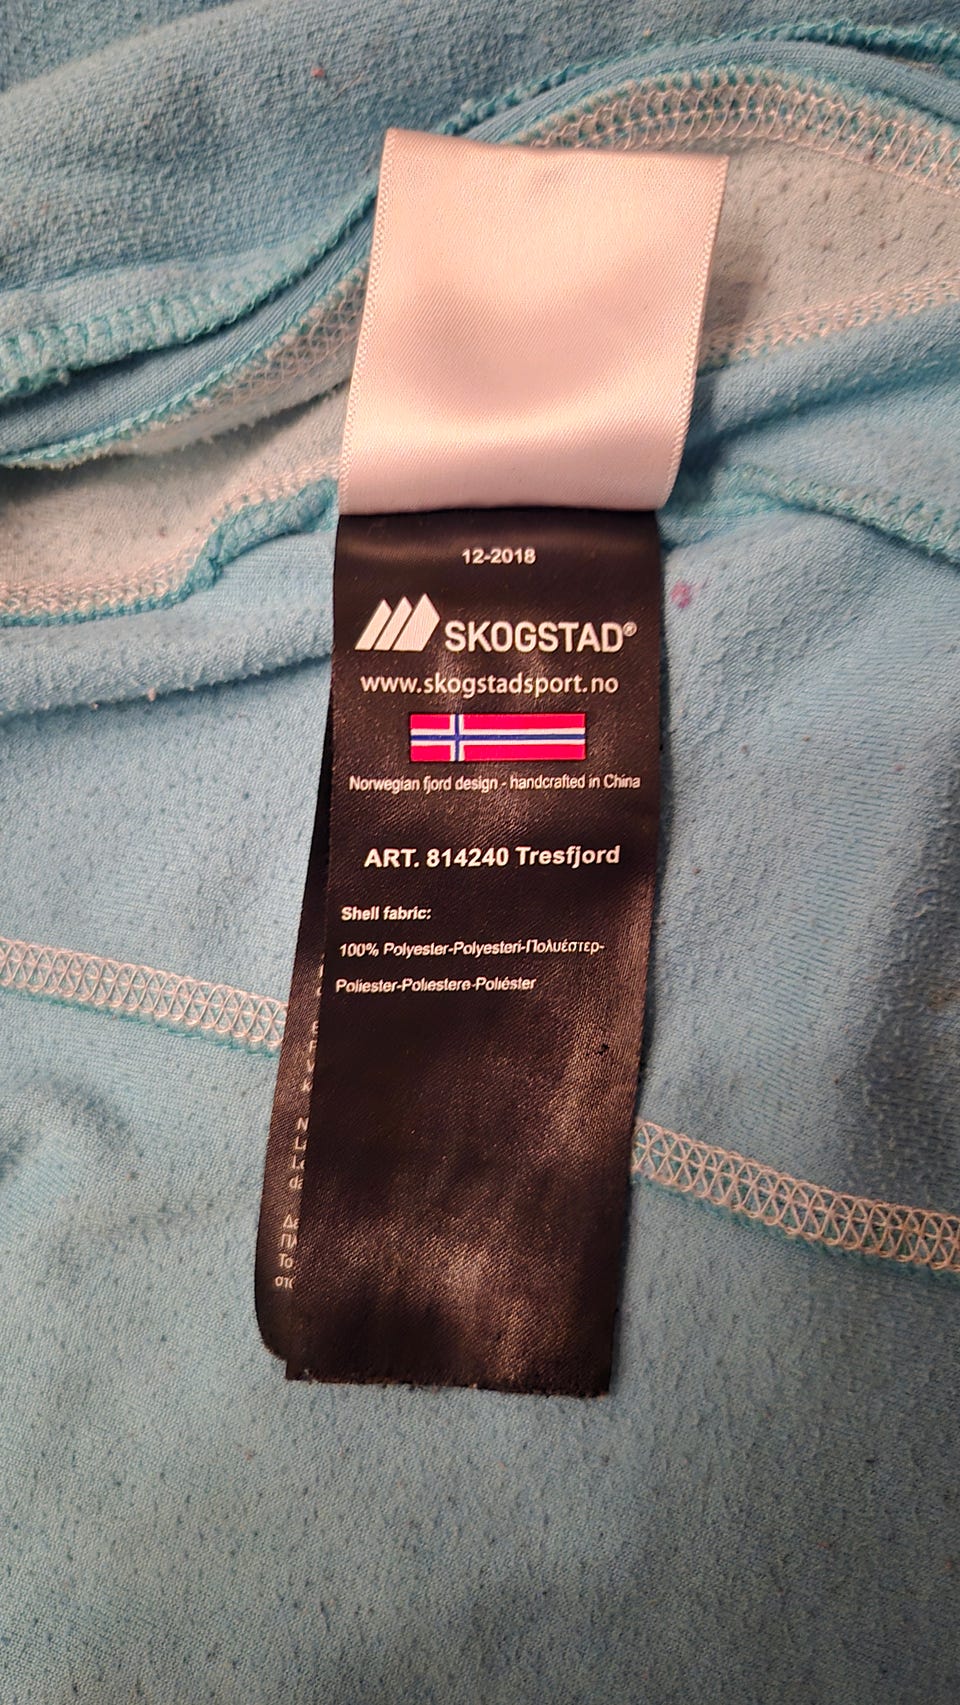 12-2018
SKOGSTAD®
www.skogstadsport.no
Norwegian fjord design - handcrafted in China
ART. 814240 Tresfjord
Shell fabric:
100% Polyester-Polyesteri-Πολυέστερ-
Poliester-Poliestere-Poliéster